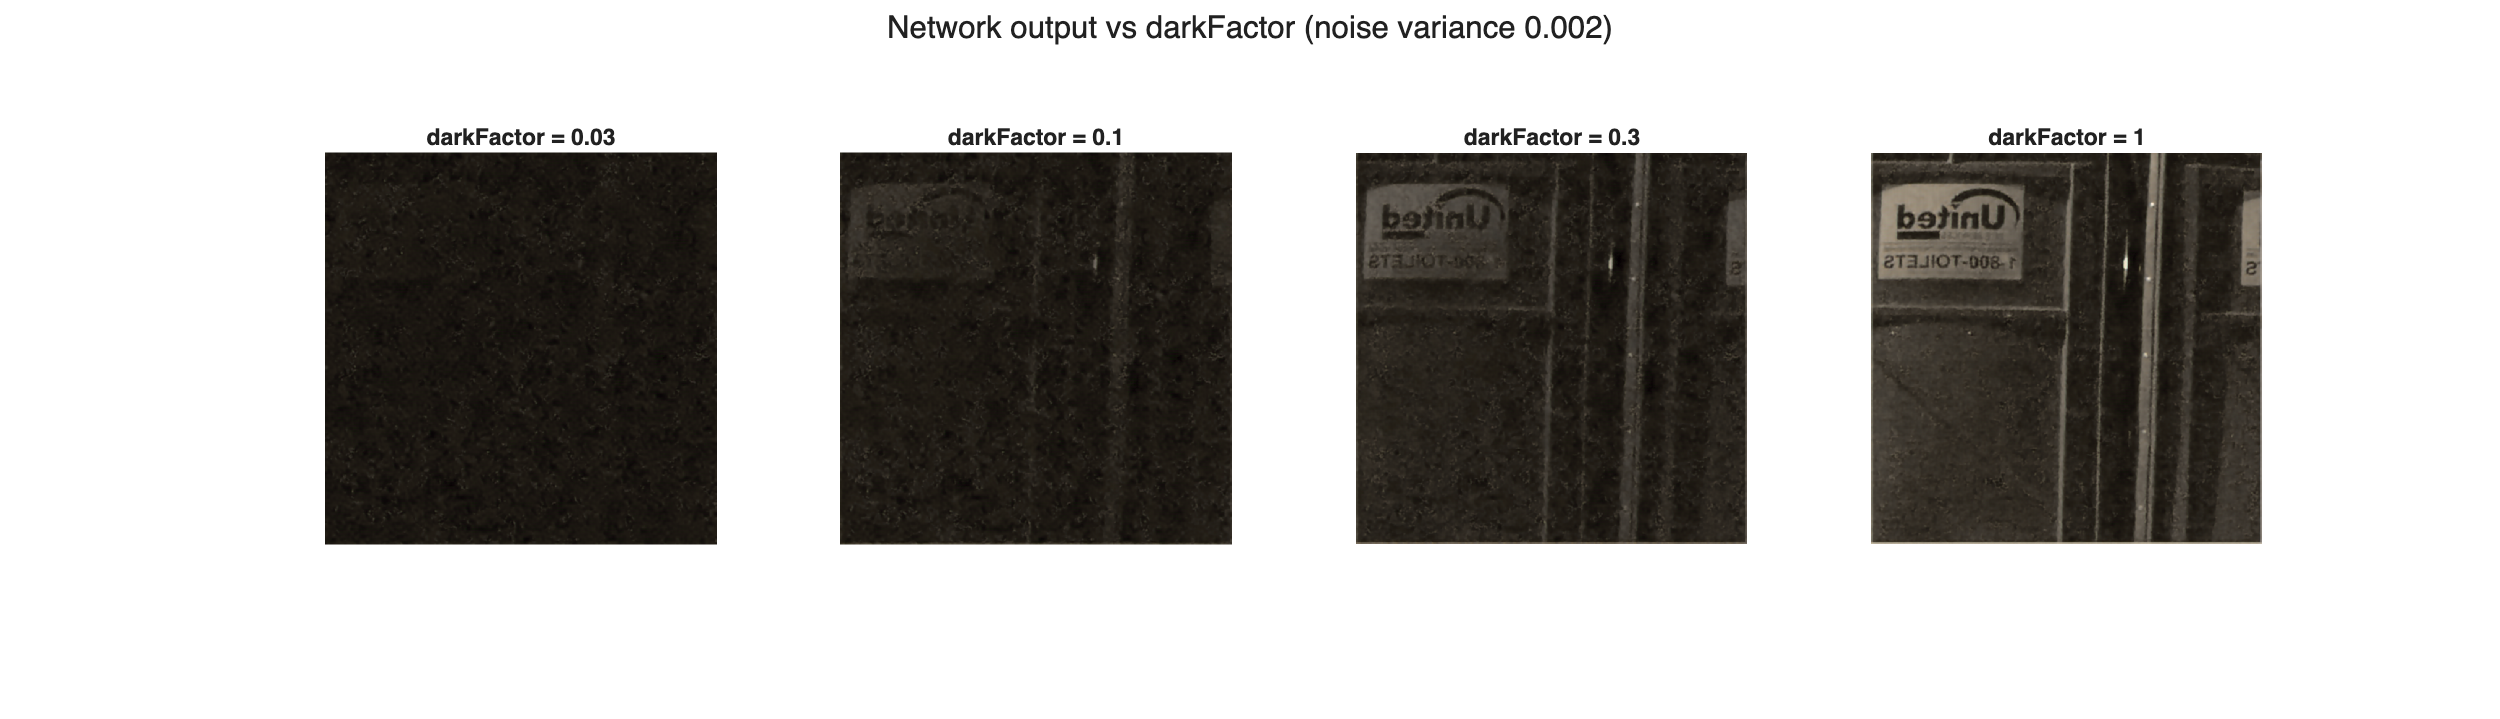 Network output vs darkFactor (noise variance 0.002)
darkFactor = 0.03
darkFactor = 0.1
darkFactor = 0.3
darkFactor = 1
United
United
1-800-TOILETS
United
1-800-TOILETS
S